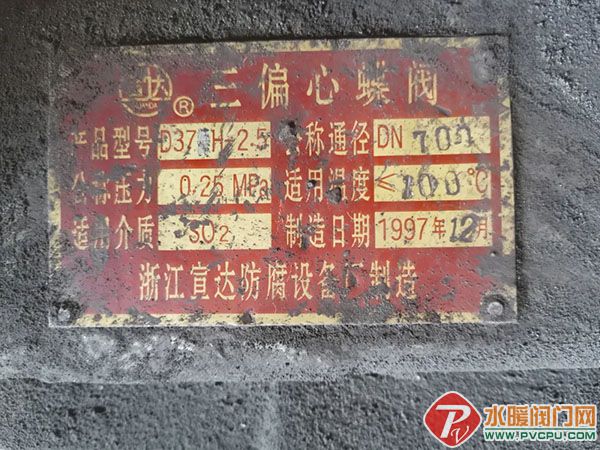 ® 三偏心蝶阀
产品型号 D37 H-2.5 公称通径 DN 700
公称压力 0.25 MPa 适用温度 ≤ 100 ℃
适用介质 SO2 制造日期 1997年12月
浙江宣达防腐设备厂制造
PV 水暖阀门网
WWW.PVCPU.COM